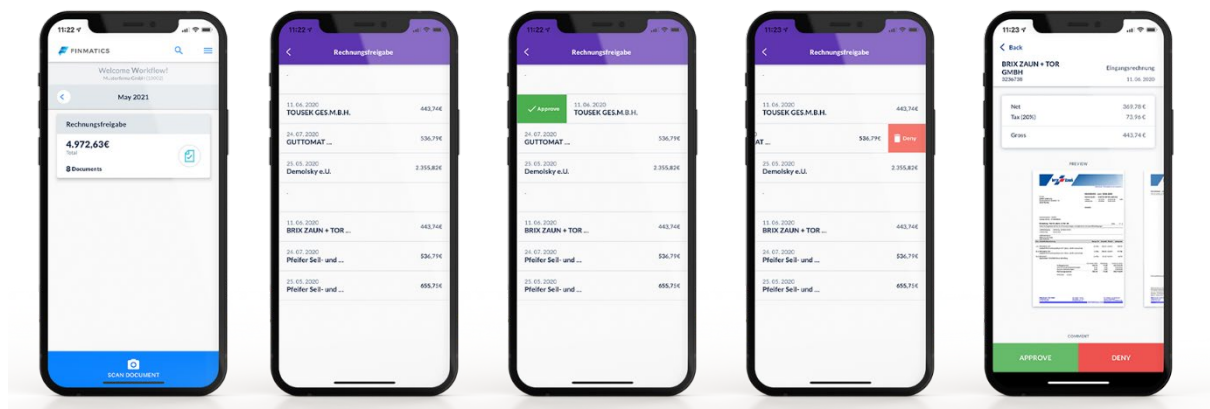 11:22
FINMATICS
Welcome Workflow!
May 2021
Rechnungsfreigabe
4.972,63€
Total
8 Documents
SCAN DOCUMENT
11:22
Rechnungsfreigabe
-
11. 06. 2020
TOUSEK GES.M.B.H.
443,74€
24. 07. 2020
GUTTOMAT ...
536,79€
25. 05. 2020
Demolsky e.U.
2.355,82€
-
11. 06. 2020
BRIX ZAUN + TOR ...
443,74€
24. 07. 2020
Pfeifer Seil- und ...
536,79€
25. 05. 2020
Pfeifer Seil- und ...
655,71€
11:22
Rechnungsfreigabe
-
Approve
11. 06. 2020
TOUSEK GES.M.B.H.
24. 07. 2020
GUTTOMAT ...
536,79€
25. 05. 2020
Demolsky e.U.
2.355,82€
-
11. 06. 2020
BRIX ZAUN + TOR ...
443,74€
24. 07. 2020
Pfeifer Seil- und ...
536,79€
25. 05. 2020
Pfeifer Seil- und ...
655,71€
11:23
Rechnungsfreigabe
-
11. 06. 2020
TOUSEK GES.M.B.H.
443,74€
0
AT ...
536,79€
Deny
25. 05. 2020
Demolsky e.U.
2.355,82€
-
11. 06. 2020
BRIX ZAUN + TOR ...
443,74€
24. 07. 2020
Pfeifer Seil- und ...
536,79€
25. 05. 2020
Pfeifer Seil- und ...
655,71€
11:23
Back
BRIX ZAUN + TOR
GMBH
3236738
Eingangsrechnung
11. 06. 2020
Net 369,78 €
Tax (20%) 73,96 €
Gross 443,74 €
PREVIEW
COMMENT
APPROVE
DENY